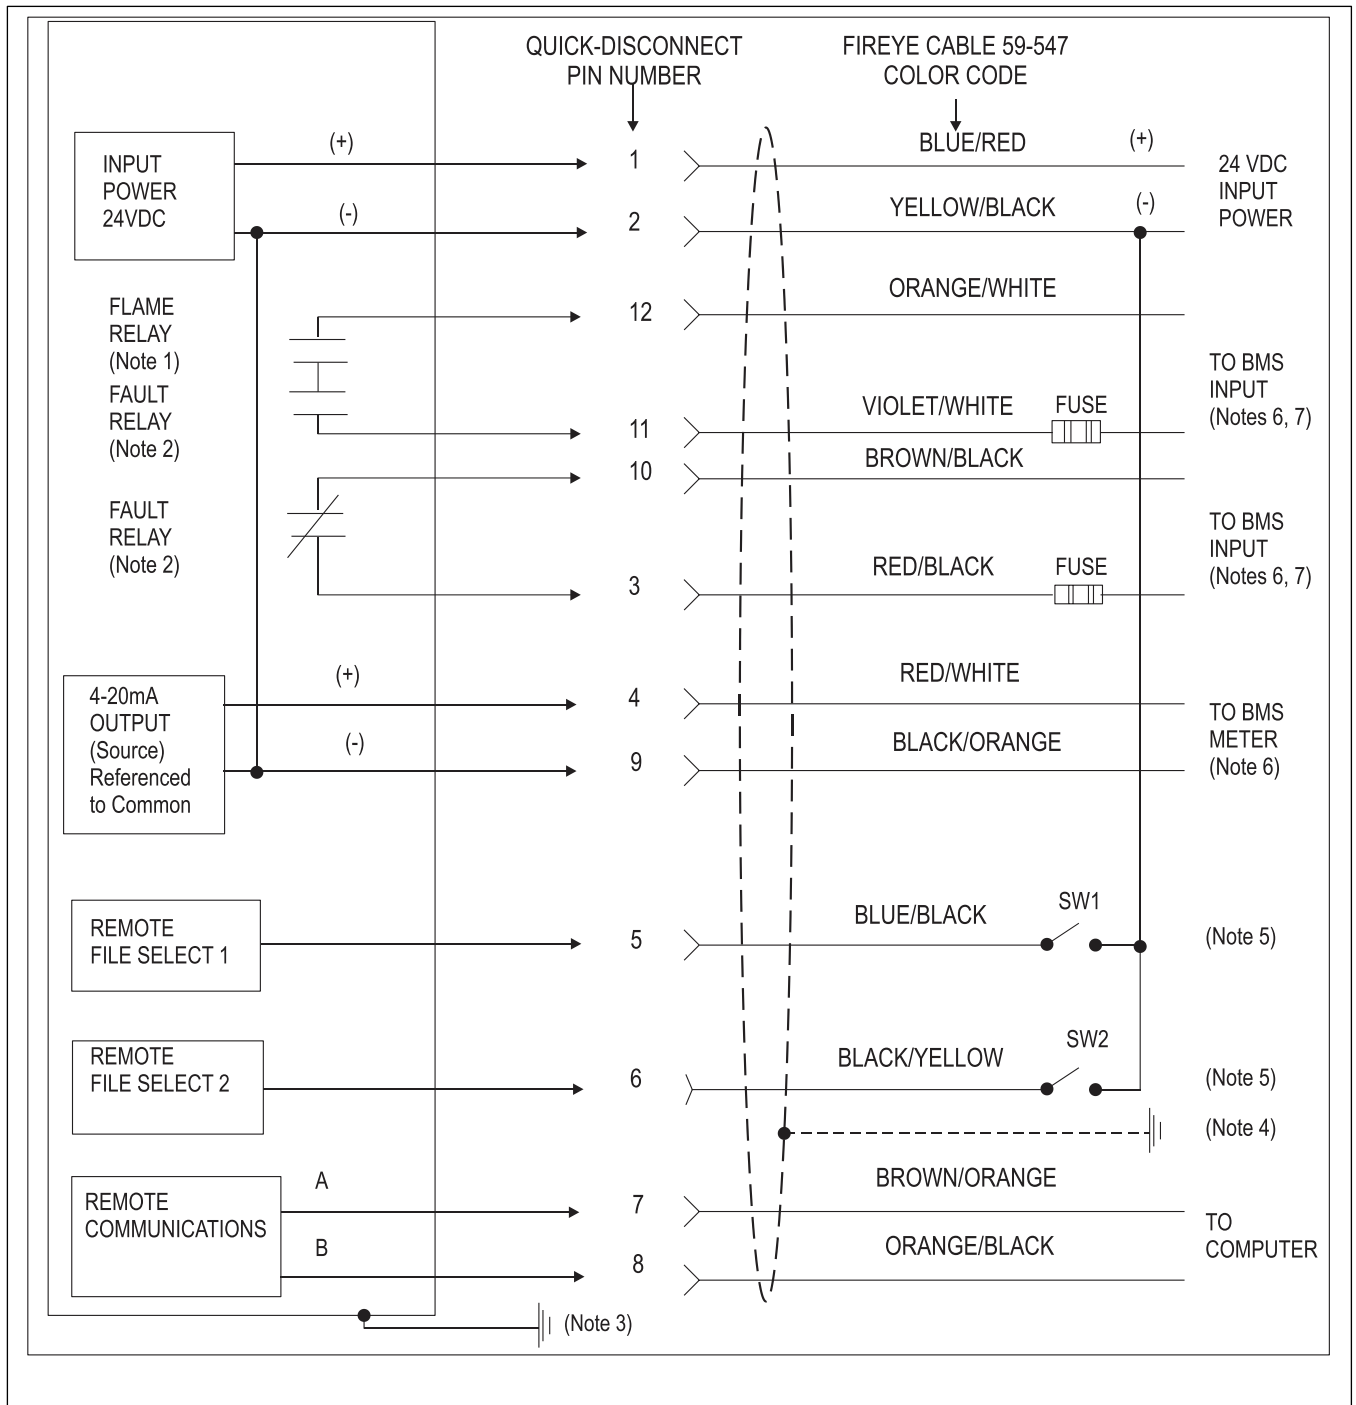 QUICK-DISCONNECT
PIN NUMBER
FIREYE CABLE 59-547
COLOR CODE
INPUT
POWER
24VDC
(+)
1
BLUE/RED
(+)
(-)
2
YELLOW/BLACK
(-)
24 VDC
INPUT
POWER
FLAME
RELAY
(Note 1)
FAULT
RELAY
(Note 2)
12
ORANGE/WHITE
11
VIOLET/WHITE
FUSE
TO BMS
INPUT
(Notes 6, 7)
FAULT
RELAY
(Note 2)
10
BROWN/BLACK
3
RED/BLACK
FUSE
TO BMS
INPUT
(Notes 6, 7)
4-20mA
OUTPUT
(Source)
Referenced
to Common
(+)
4
RED/WHITE
(-)
9
BLACK/ORANGE
TO BMS
METER
(Note 6)
REMOTE
FILE SELECT 1
5
BLUE/BLACK
SW1
(Note 5)
REMOTE
FILE SELECT 2
6
BLACK/YELLOW
SW2
(Note 5)
(Note 4)
REMOTE
COMMUNICATIONS
A
7
BROWN/ORANGE
B
8
ORANGE/BLACK
TO
COMPUTER
(Note 3)